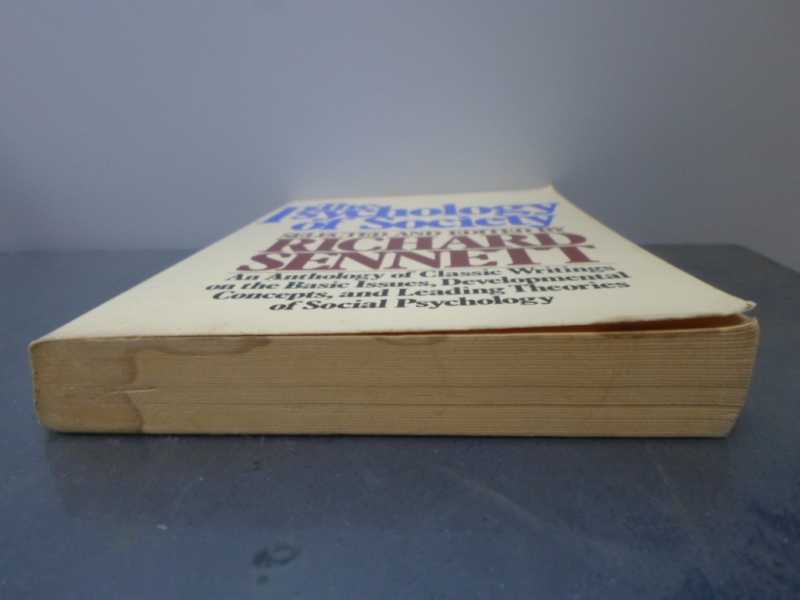 the
Psychology
of Society
SELECTED AND EDITED BY
RICHARD
SENNETT
An Anthology of Classic Writings
on the Basic Issues, Developmental
Concepts, and Leading Theories
of Social Psychology